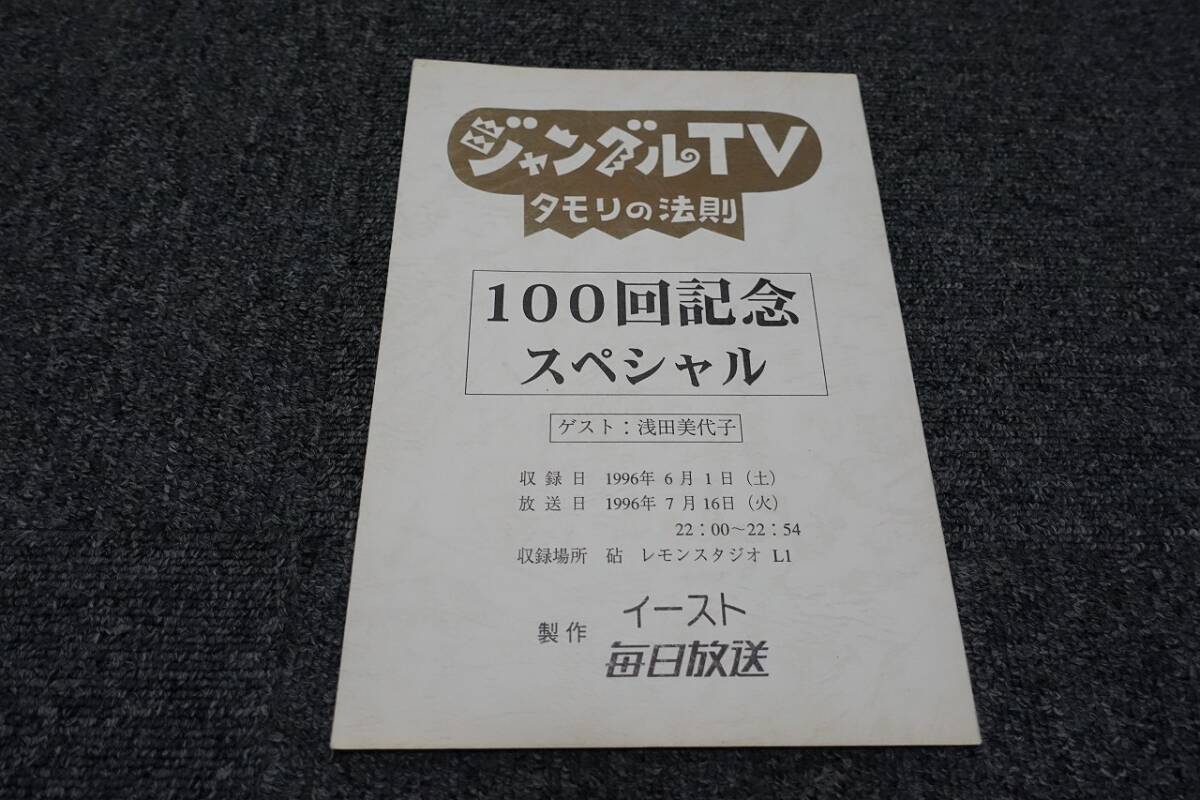 ジャングルTV
タモリの法則
100回記念
スペシャル
ゲスト：浅田美代子
収録日 1996年 6月 1日（土）
放送日 1996年 7月16日（火）
22：00～22：54
収録場所 砧 レモンスタジオ L1
製作 イースト
毎日放送